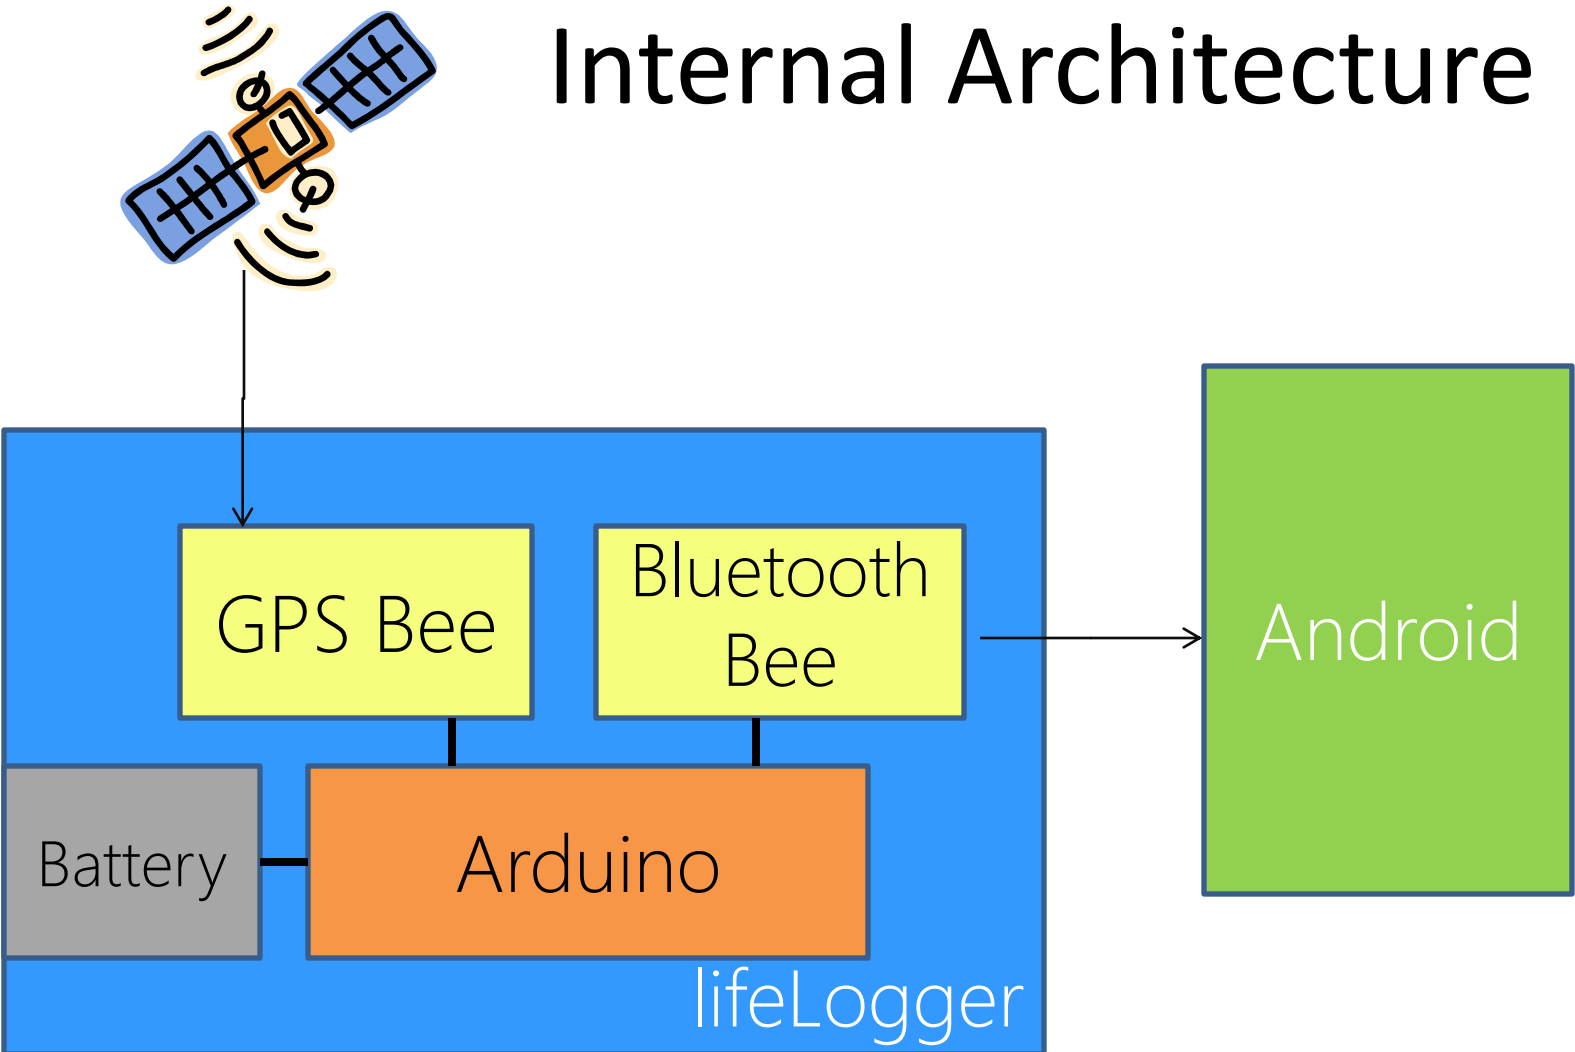 Internal Architecture
GPS Bee
Bluetooth
Bee
Android
Battery
Arduino
lifeLogger